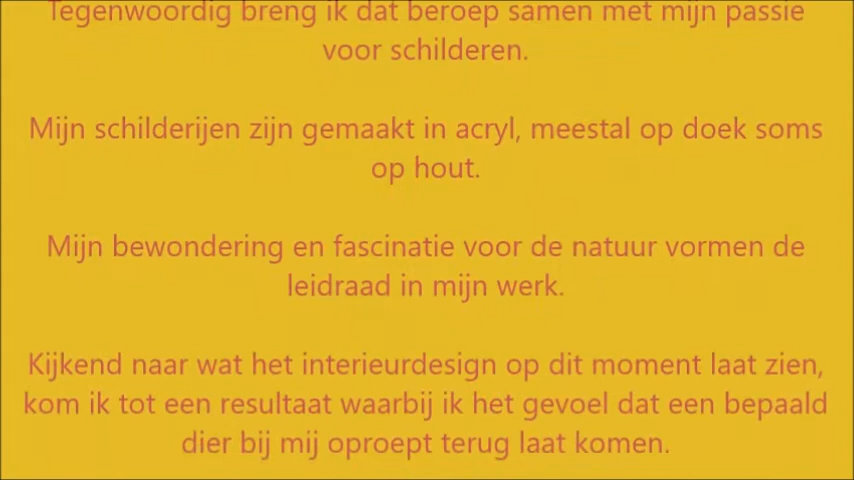 Tegenwoordig breng ik dat beroep samen met mijn passie
voor schilderen.
Mijn schilderijen zijn gemaakt in acryl, meestal op doek soms
op hout.
Mijn bewondering en fascinatie voor de natuur vormen de
leidraad in mijn werk.
Kijkend naar wat het interieurdesign op dit moment laat zien,
kom ik tot een resultaat waarbij ik het gevoel dat een bepaald
dier bij mij oproept terug laat komen.